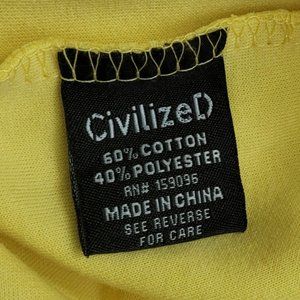 CivilizeD
60% COTTON
40% POLYESTER
RN# 159096
MADE IN CHINA
SEE REVERSE
FOR CARE